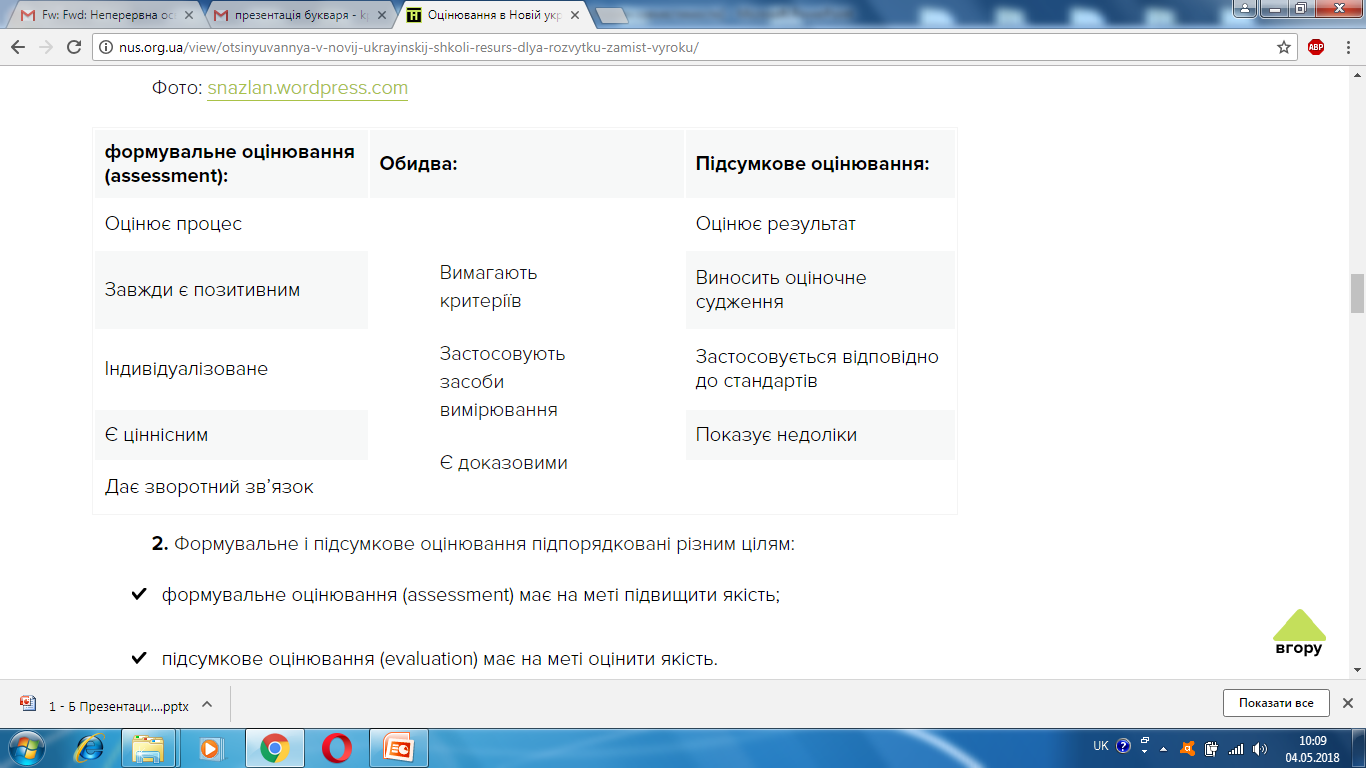 Fw: Fwd: Неперервна ос
презентація букваря - kp
Оцінювання в Новій укр
nus.org.ua/view/otsinyuvannya-v-novij-ukrayinskij-shkoli-resurs-dlya-rozvytku-zamist-vyroku/
ABP
Фото: snazlan.wordpress.com
формувальне оцінювання
(assessment):
Обидва:
Підсумкове оцінювання:
Оцінює процес
Оцінює результат
Завжди є позитивним
Вимагають
критеріїв
Виносить оціночне
судження
Індивідуалізоване
Застосовують
засоби
вимірювання
Застосовується відповідно
до стандартів
Є ціннісним
Показує недоліки
Є доказовими
Дає зворотний зв’язок
2. Формувальне і підсумкове оцінювання підпорядковані різним цілям:
формувальне оцінювання (assessment) має на меті підвищити якість;
підсумкове оцінювання (evaluation) має на меті оцінити якість.
вгору
1 - Б Презентаци....pptx
Показати все
UK
10:09
04.05.2018